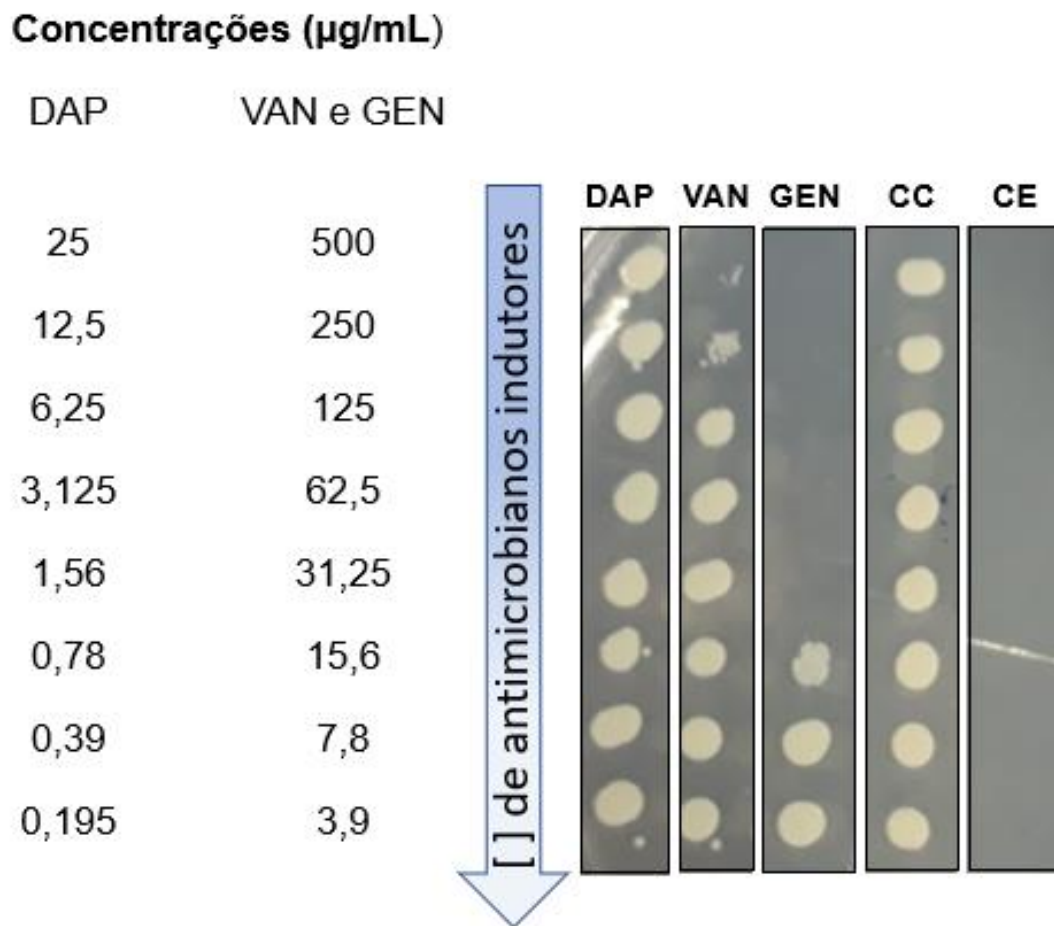 Concentrações (µg/mL)
DAP VAN e GEN
25 500
12,5 250
6,25 125
3,125 62,5
1,56 31,25
0,78 15,6
0,39 7,8
0,195 3,9
[ ] de antimicrobianos indutores
DAP VAN GEN CC CE